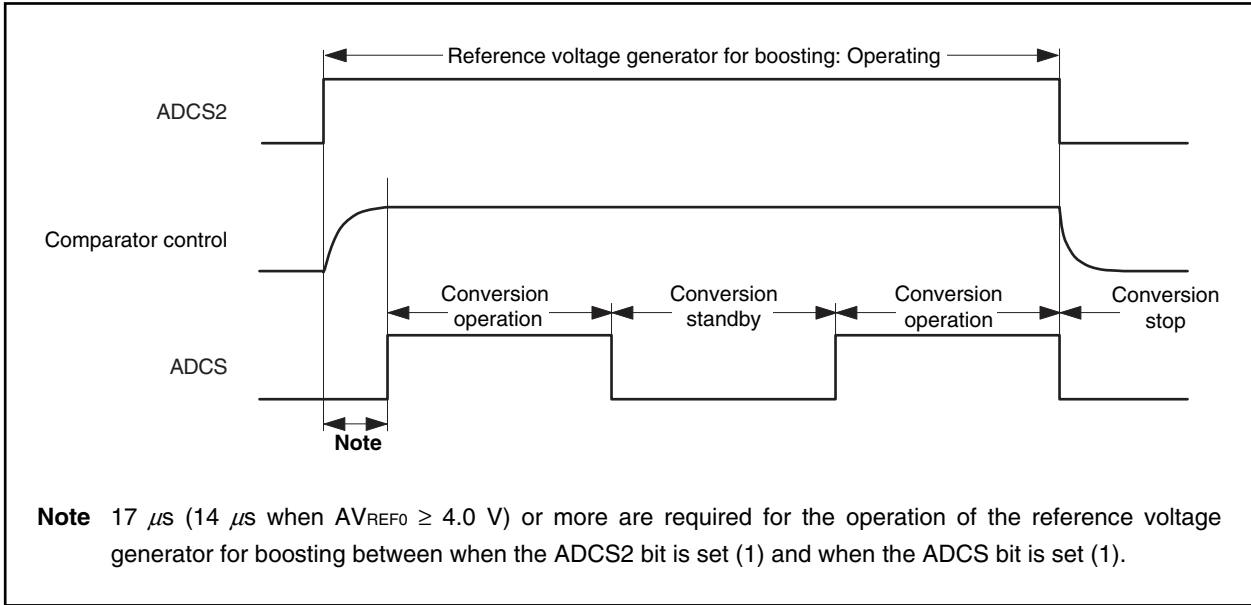 Reference voltage generator for boosting: Operating
ADCS2
Comparator control
Conversion operation
Conversion standby
Conversion operation
Conversion stop
ADCS
Note
Note 17 μs (14 μs when AVREF0 ≥ 4.0 V) or more are required for the operation of the reference voltage
generator for boosting between when the ADCS2 bit is set (1) and when the ADCS bit is set (1).